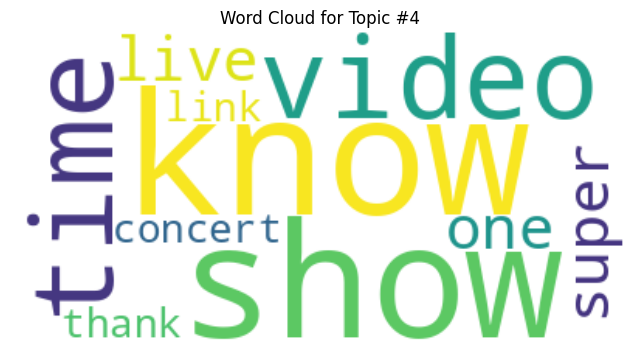 Word Cloud for Topic #4
time
live
video
link
know
super
concert
one
show
thank